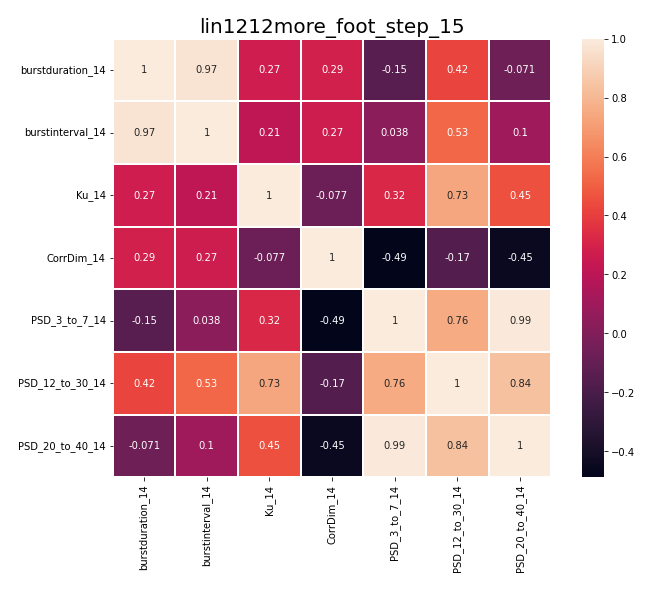 lin1212more_foot_step_15
burstduration_14 1 0.97 0.27 0.29 -0.15 0.42 -0.071
burstinterval_14 0.97 1 0.21 0.27 0.038 0.53 0.1
Ku_14 0.27 0.21 1 -0.077 0.32 0.73 0.45
CorrDim_14 0.29 0.27 -0.077 1 -0.49 -0.17 -0.45
PSD_3_to_7_14 -0.15 0.038 0.32 -0.49 1 0.76 0.99
PSD_12_to_30_14 0.42 0.53 0.73 -0.17 0.76 1 0.84
PSD_20_to_40_14 -0.071 0.1 0.45 -0.45 0.99 0.84 1
burstduration_14
burstinterval_14
Ku_14
CorrDim_14
PSD_3_to_7_14
PSD_12_to_30_14
PSD_20_to_40_14
1.0
0.8
0.6
0.4
0.2
0.0
−0.2
−0.4